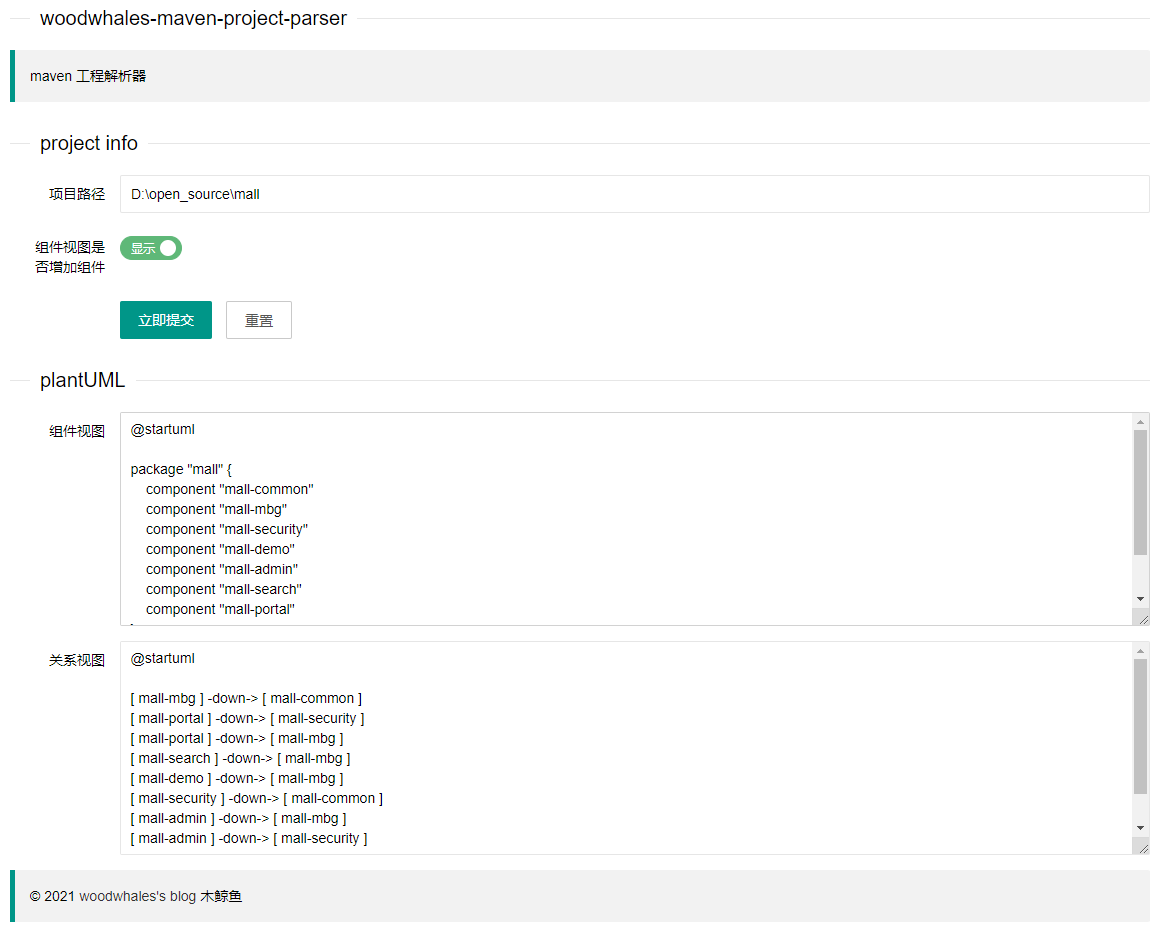 woodwhales-maven-project-parser
maven 工程解析器
project info
项目路径
D:\open_source\mall
组件视图是
否增加组件
显示
立即提交
重置
plantUML
组件视图
@startuml
package "mall" {
component "mall-common"
component "mall-mbg"
component "mall-security"
component "mall-demo"
component "mall-admin"
component "mall-search"
component "mall-portal"
关系视图
@startuml
[ mall-mbg ] -down-> [ mall-common ]
[ mall-portal ] -down-> [ mall-security ]
[ mall-portal ] -down-> [ mall-mbg ]
[ mall-search ] -down-> [ mall-mbg ]
[ mall-demo ] -down-> [ mall-mbg ]
[ mall-security ] -down-> [ mall-common ]
[ mall-admin ] -down-> [ mall-mbg ]
[ mall-admin ] -down-> [ mall-security ]
© 2021 woodwhales's blog 木鲸鱼